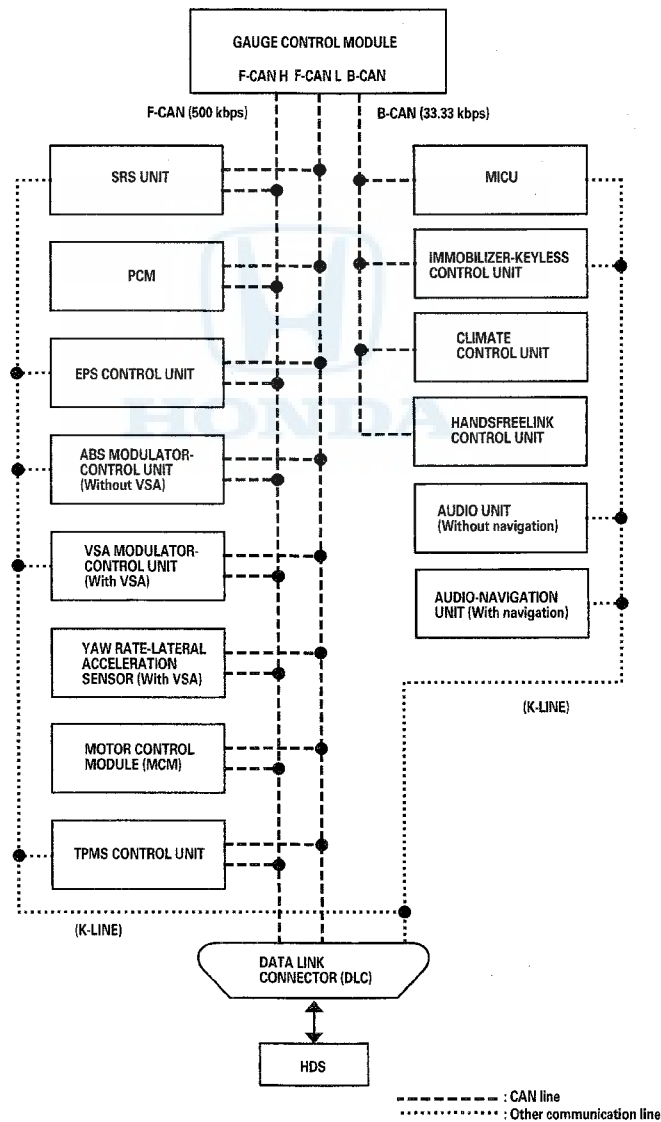 GAUGE CONTROL MODULE
F-CAN H F-CAN L B-CAN
F-CAN (500 kbps)
B-CAN (33.33 kbps)
SRS UNIT
PCM
EPS CONTROL UNIT
ABS MODULATOR-
CONTROL UNIT
(Without VSA)
VSA MODULATOR-
CONTROL UNIT
(With VSA)
YAW RATE-LATERAL
ACCELERATION
SENSOR (With VSA)
MOTOR CONTROL
MODULE (MCM)
TPMS CONTROL UNIT
MICU
IMMOBILIZER-KEYLESS
CONTROL UNIT
CLIMATE
CONTROL UNIT
HANDSFREELINK
CONTROL UNIT
AUDIO UNIT
(Without navigation)
AUDIO-NAVIGATION
UNIT (With navigation)
HONDA
(K-LINE)
(K-LINE)
DATA LINK
CONNECTOR (DLC)
HDS
: CAN line
: Other communication line